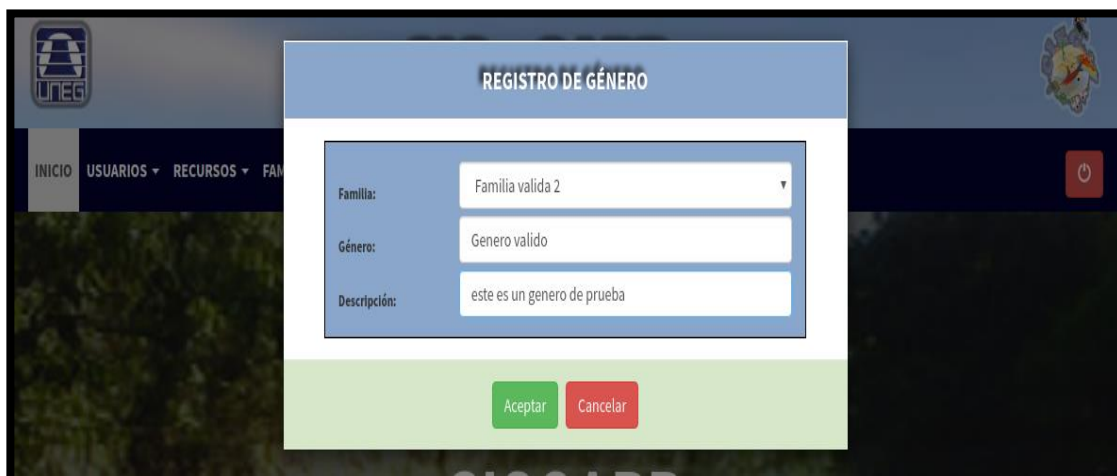 UNEG
REGISTRO DE GÉNERO
INICIO USUARIOS RECURSOS FAM
Familia: Familia valida 2
Género: Genero valido
Descripción: este es un genero de prueba
Aceptar Cancelar